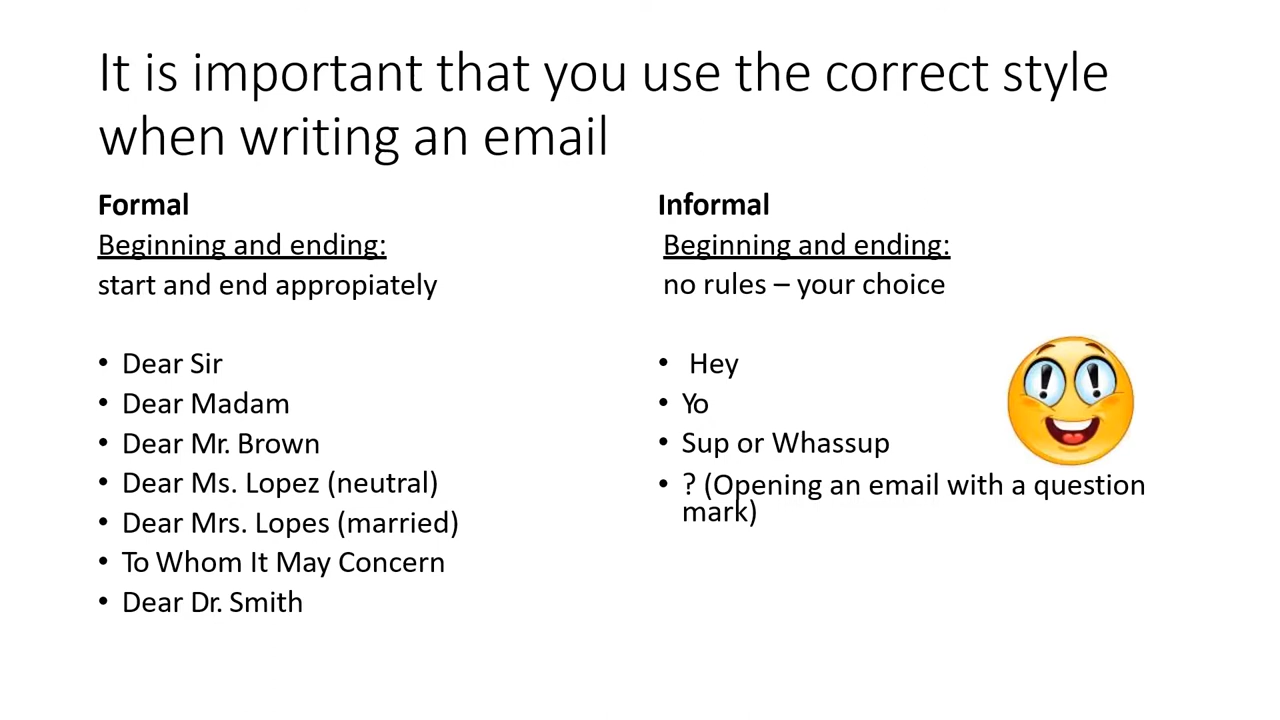 It is important that you use the correct style
when writing an email
Formal
Beginning and ending:
start and end appropiately
• Dear Sir
• Dear Madam
• Dear Mr. Brown
• Dear Ms. Lopez (neutral)
• Dear Mrs. Lopes (married)
• To Whom It May Concern
• Dear Dr. Smith
Informal
Beginning and ending:
no rules – your choice
• Hey
• Yo
• Sup or Whassup
• ? (Opening an email with a question
mark)